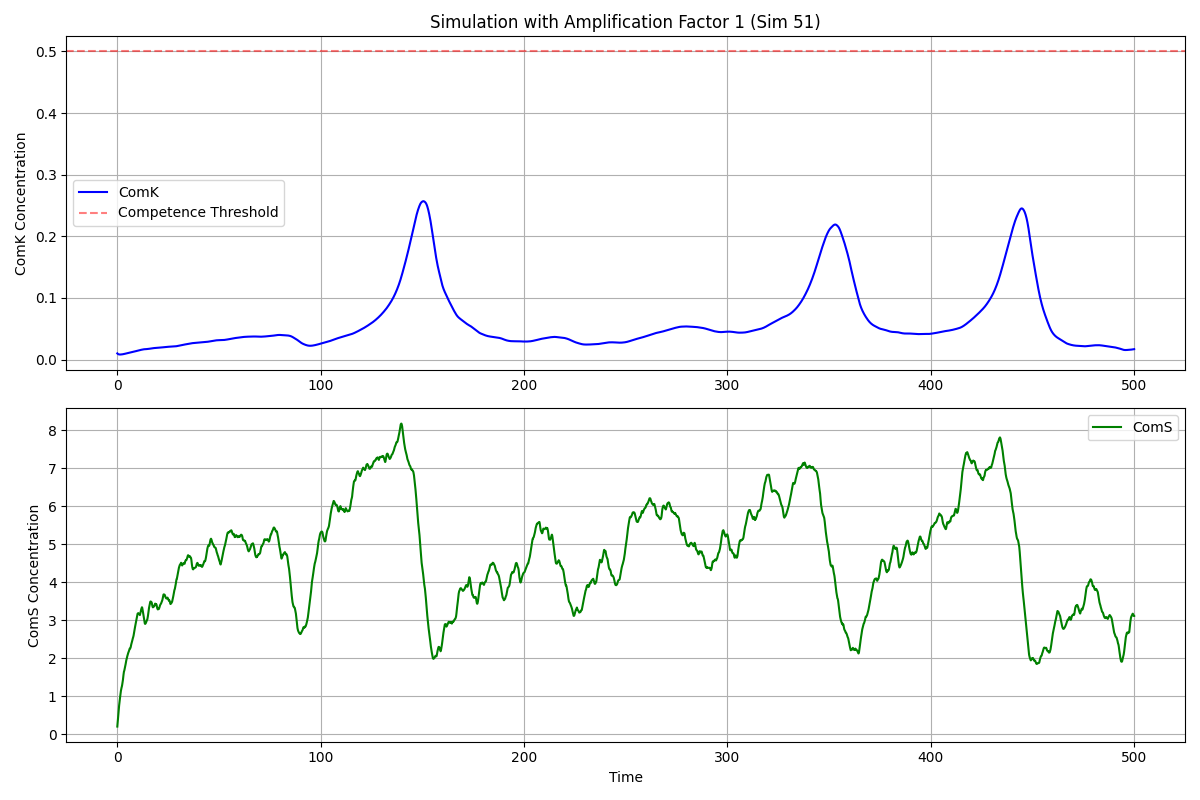 Simulation with Amplification Factor 1 (Sim 51)
ComK Concentration
0.5
0.4
0.3
0.2
0.1
0.0
ComK
Competence Threshold
0 100 200 300 400 500
ComS Concentration
8
7
6
5
4
3
2
1
0
ComS
0 100 200 300 400 500
Time